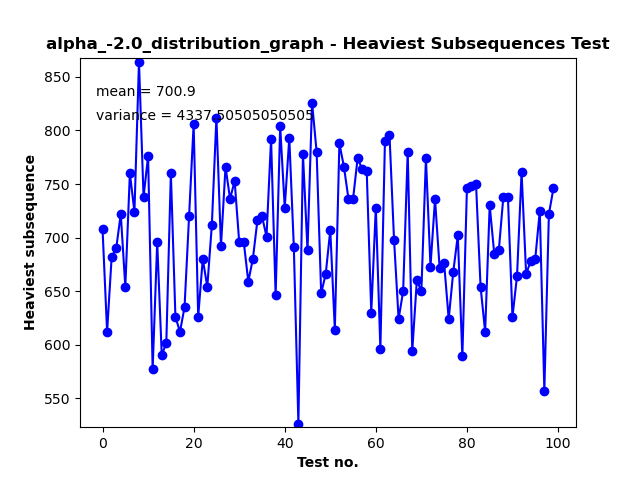 alpha_-2.0_distribution_graph - Heaviest Subsequences Test
850
mean = 700.9
variance = 4337.50505050505
800
750
700
650
600
550
Heaviest subsequence
0 20 40 60 80 100
Test no.